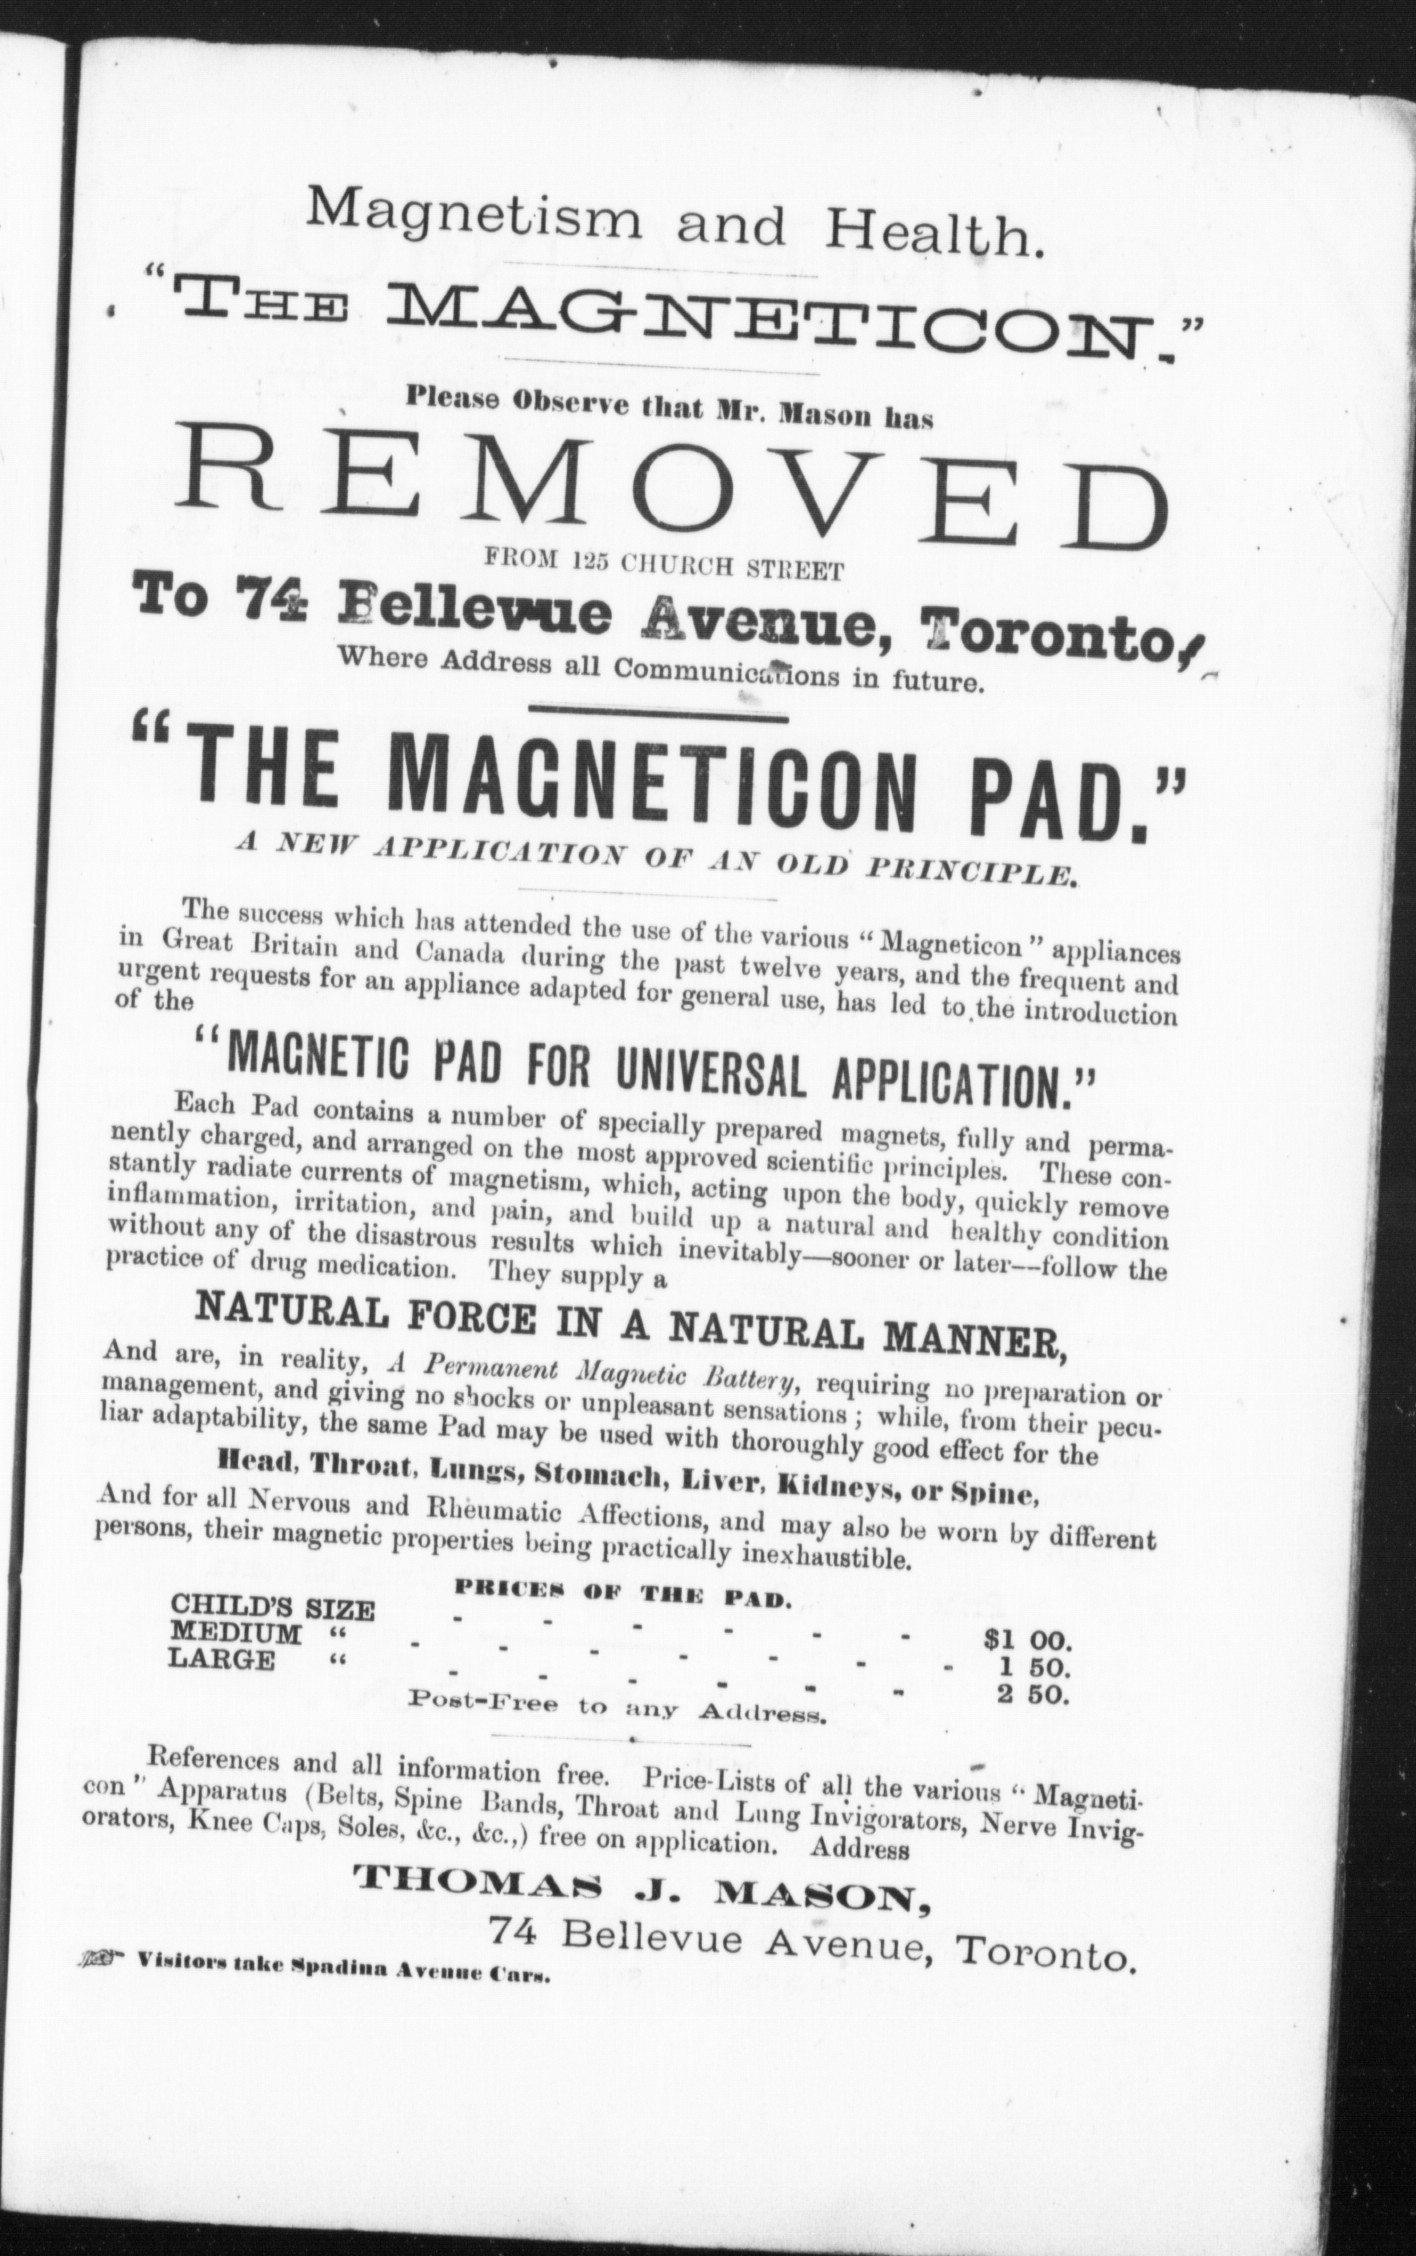 Magnetism and Health.
“THE MAGNETICON.”
Please Observe that Mr. Mason has
REMOVED
FROM 125 CHURCH STREET
To 74 Bellevue Avenue, Toronto,
Where Address all Communications in future.
“THE MAGNETICON PAD.”
A NEW APPLICATION OF AN OLD PRINCIPLE.
The success which has attended the use of the various “Magneticon” appliances
in Great Britain and Canada during the past twelve years, and the frequent and
urgent requests for an appliance adapted for general use, has led to the introduction
of the
“MAGNETIC PAD FOR UNIVERSAL APPLICATION.”
Each Pad contains a number of specially prepared magnets, fully and perma-
nently charged, and arranged on the most approved scientific principles. These con-
stantly radiate currents of magnetism, which, acting upon the body, quickly remove
inflammation, irritation, and pain, and build up a natural and healthy condition
without any of the disastrous results which inevitably—sooner or later—follow the
practice of drug medication. They supply a
NATURAL FORCE IN A NATURAL MANNER,
And are, in reality, A Permanent Magnetic Battery, requiring no preparation or
management, and giving no shocks or unpleasant sensations; while, from their pecu-
liar adaptability, the same Pad may be used with thoroughly good effect for the
Head, Throat, Lungs, Stomach, Liver, Kidneys, or Spine,
And for all Nervous and Rheumatic Affections, and may also be worn by different
persons, their magnetic properties being practically inexhaustible.
PRICES OF THE PAD.
CHILD'S SIZE - - - - - - $1 00.
MEDIUM “ - - - - - - - 1 50.
LARGE “ - - - - - - 2 50.
Post-Free to any Address.
References and all information free. Price-Lists of all the various “Magneti-
con” Apparatus (Belts, Spine Bands, Throat and Lung Invigorators, Nerve Invig-
orators, Knee Caps, Soles, &c., &c.,) free on application. Address
THOMAS J. MASON,
74 Bellevue Avenue, Toronto.
☞ Visitors take Spadina Avenue Cars.